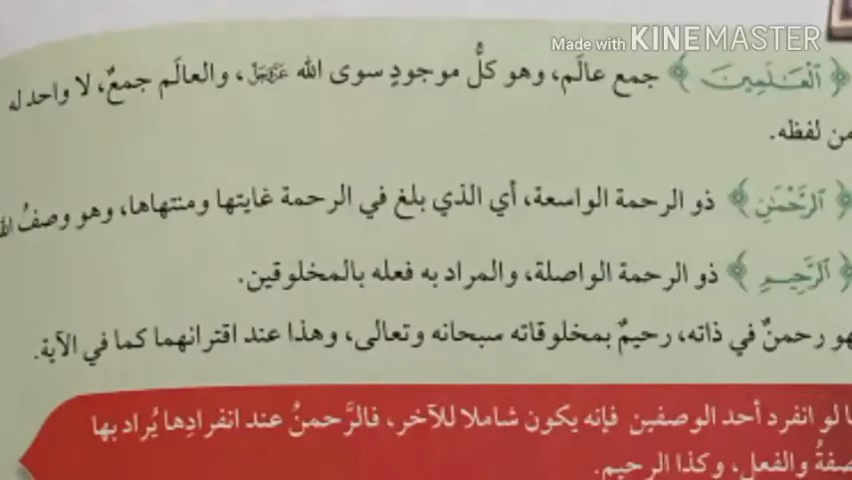 Made with KINEMASTER
﴿ ٱلْعَـٰلَمِينَ ﴾ جمع عالَم، وهو كلُّ موجودٍ سوى الله عَزَّوَجَلَّ، والعالَم جمعٌ، لا واحد له
من لفظه.
﴿ ٱلرَّحْمَـٰنِ ﴾ ذو الرحمة الواسعة، أي الذي بلغ في الرحمة غايتها ومنتهاها، وهو وصفُ
﴿ ٱلرَّحِيمِ ﴾ ذو الرحمة الواصلة، والمراد به فعله بالمخلوقين.
فهو رحمنٌ في ذاته، رحيمٌ بمخلوقاته سبحانه وتعالى، وهذا عند اقترانهما كما في الآية.
لو انفرد أحد الوصفين فإنه يكون شاملا للآخر، فالرَّحمنُ عند انفرادِها يُراد بها
والفعل، وكذا الرحيم.